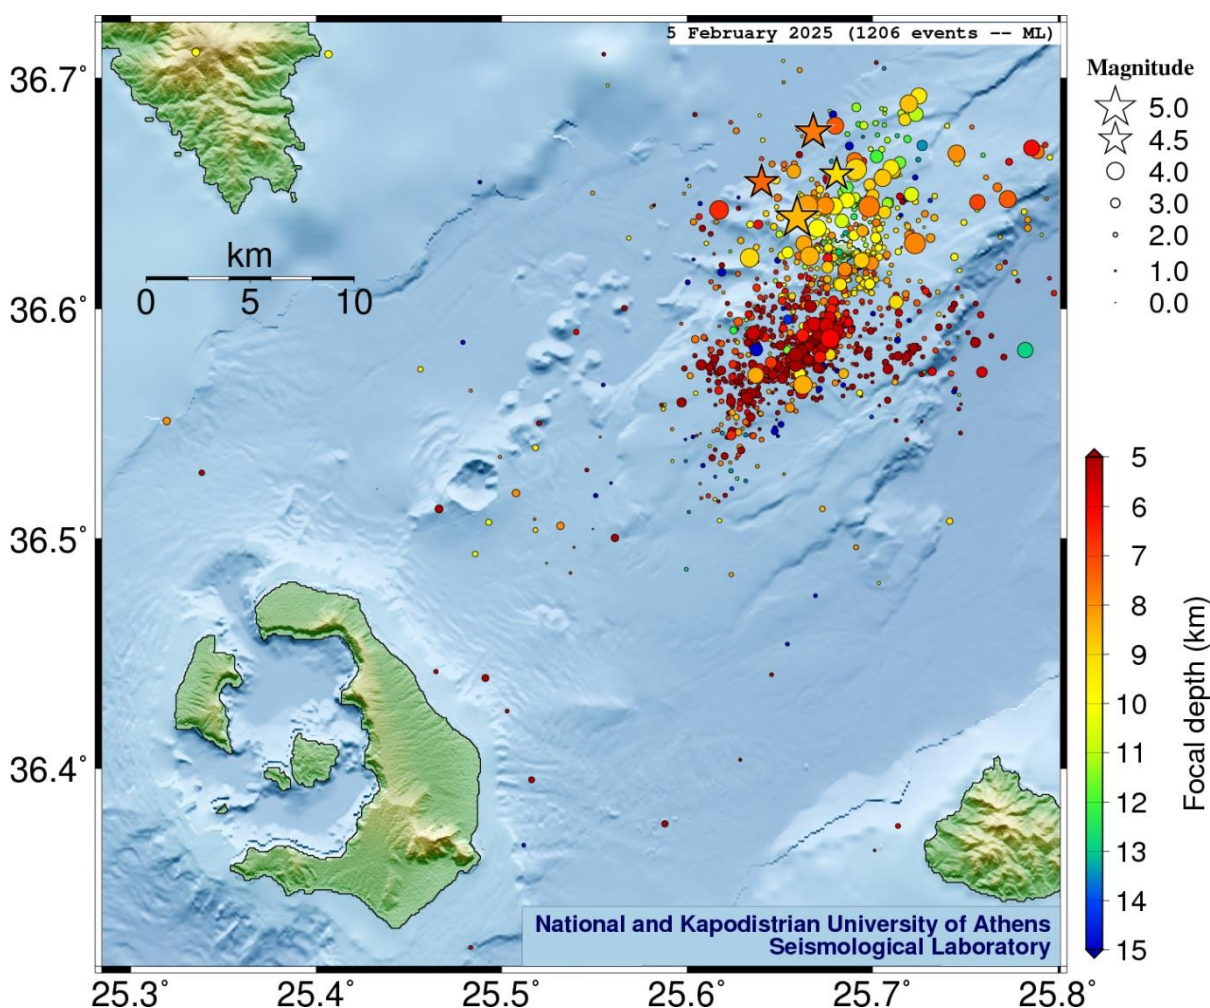 5 February 2025 (1206 events -- ML)
Magnitude
5.0
4.5
4.0
3.0
2.0
1.0
0.0
36.7°
36.6°
36.5°
36.4°
km
0 5 10
5
6
7
8
9
10
11
12
13
14
15
Focal depth (km)
National and Kapodistrian University of Athens
Seismological Laboratory
25.3° 25.4° 25.5° 25.6° 25.7° 25.8°